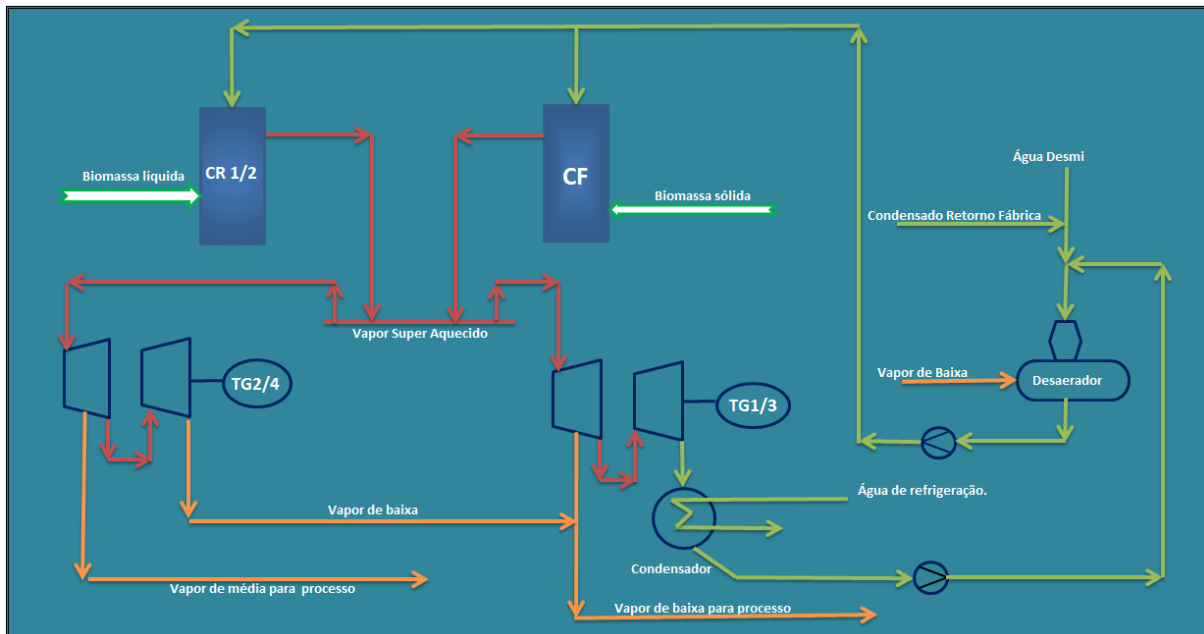 Água Desmi
CR 1/2
CF
Biomassa líquida
Biomassa sólida
Condensado Retorno Fábrica
Vapor Super Aquecido
Vapor de Baixa
Desaerador
TG2/4
TG1/3
Água de refrigeração.
Vapor de baixa
Condensador
Vapor de média para processo
Vapor de baixa para processo